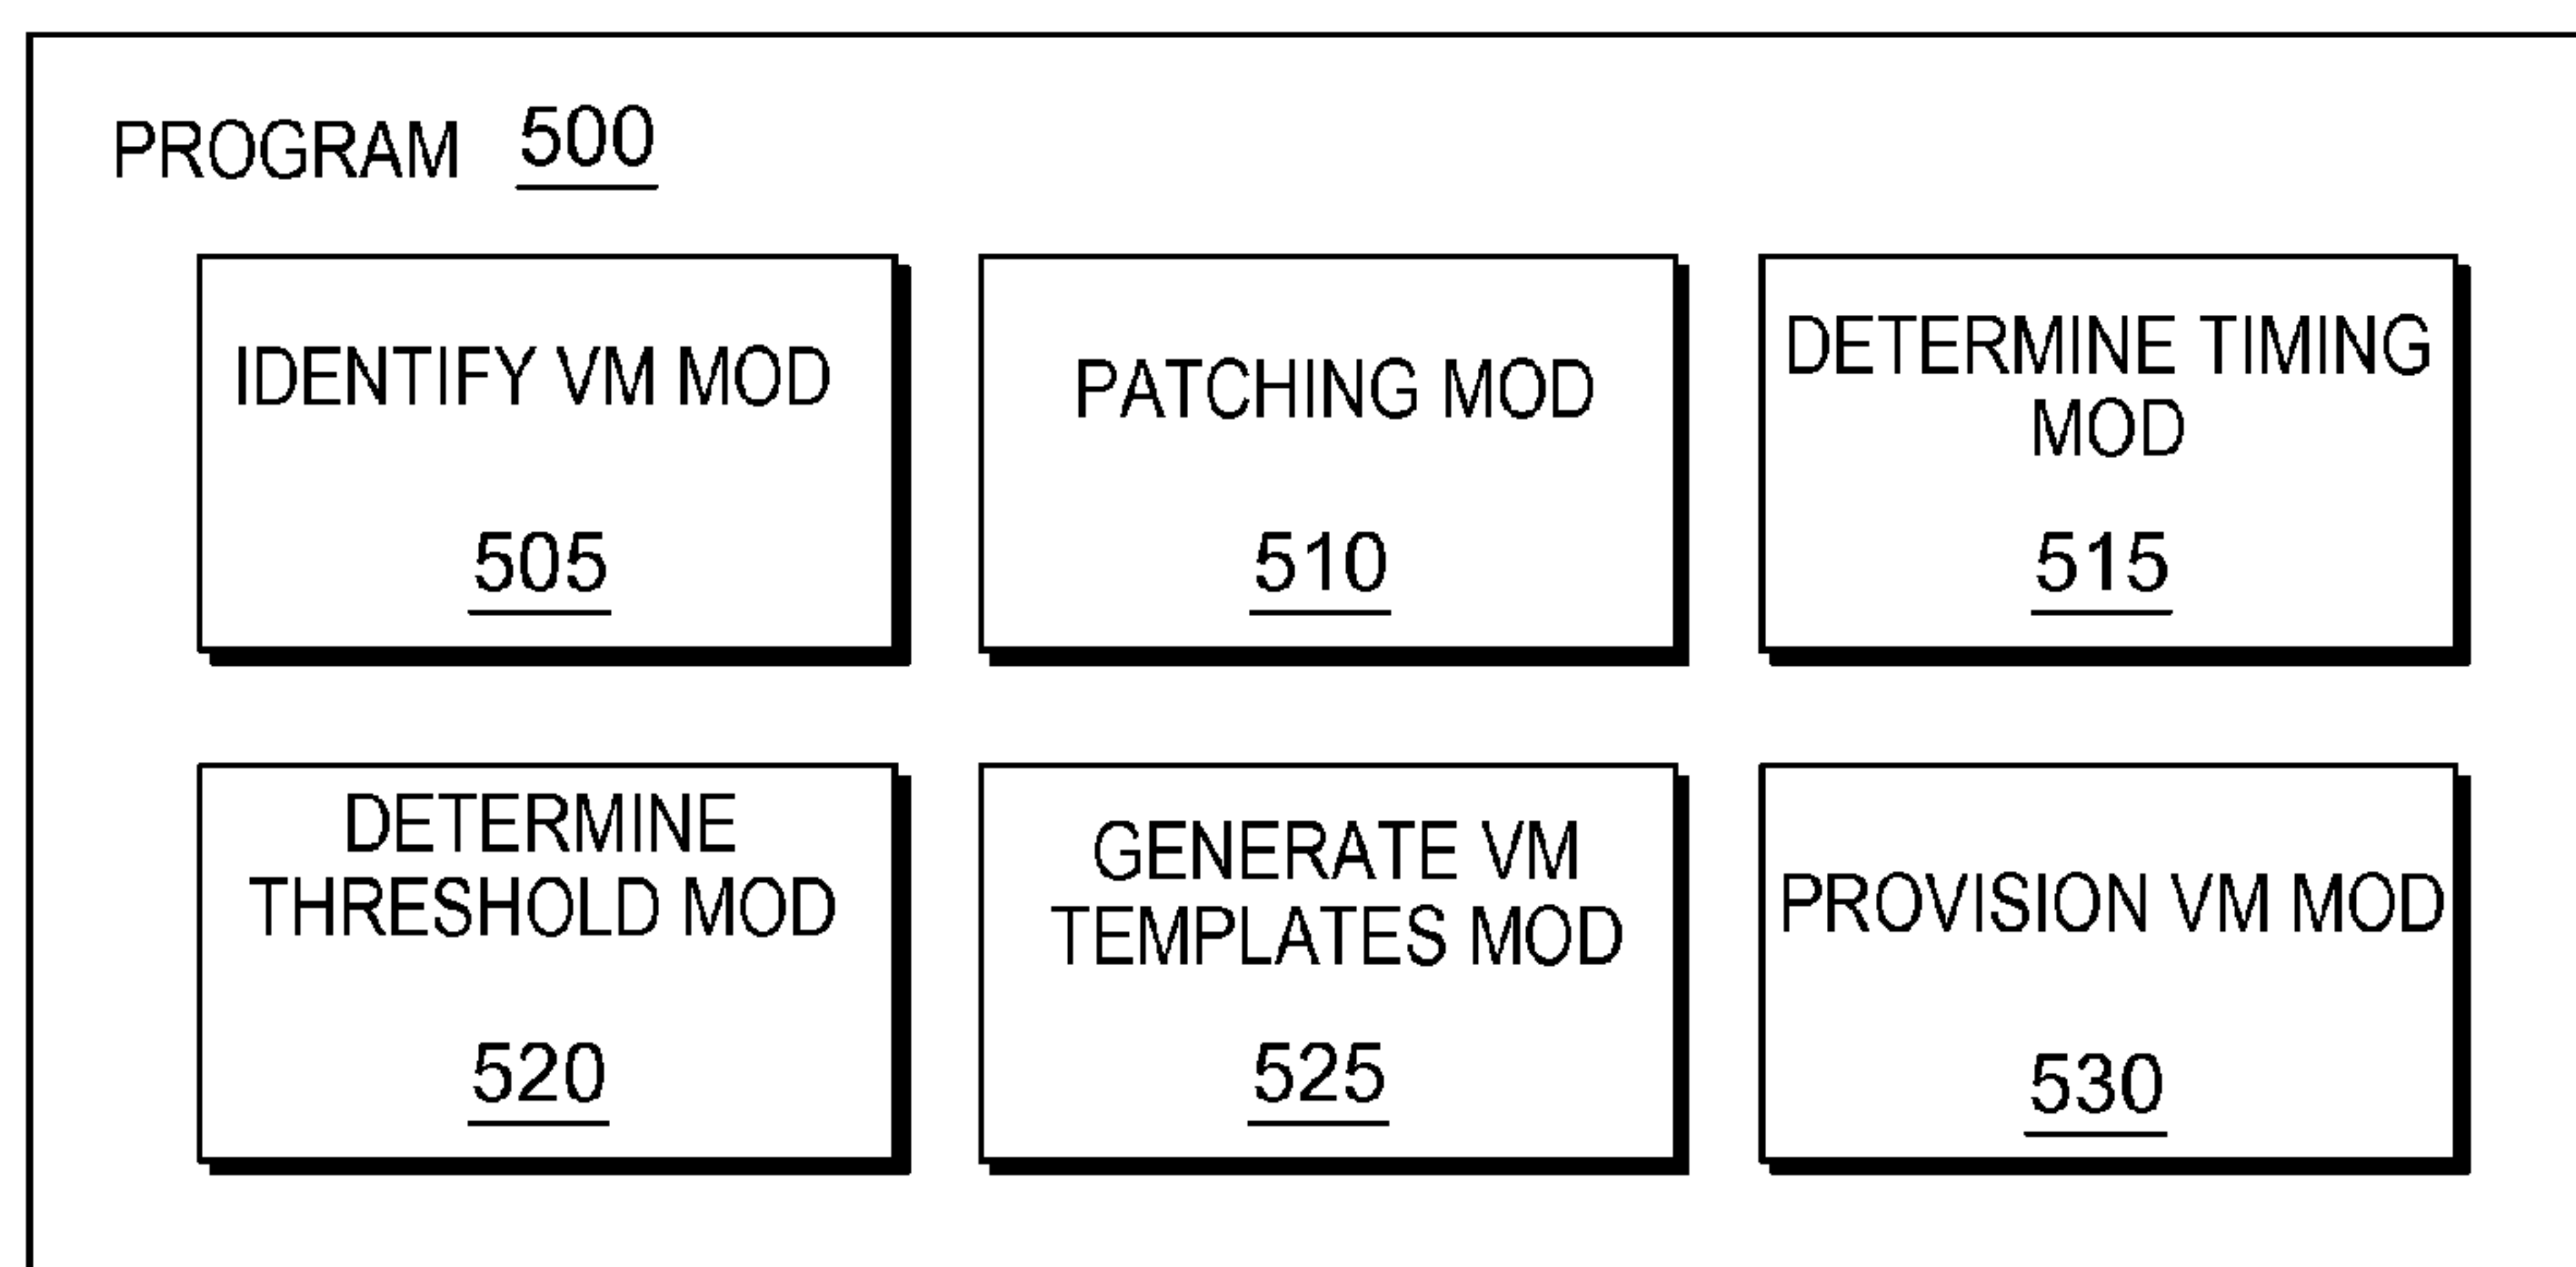 PROGRAM 500
IDENTIFY VM MOD
505
PATCHING MOD
510
DETERMINE TIMING
MOD
515
DETERMINE
THRESHOLD MOD
520
GENERATE VM
TEMPLATES MOD
525
PROVISION VM MOD
530